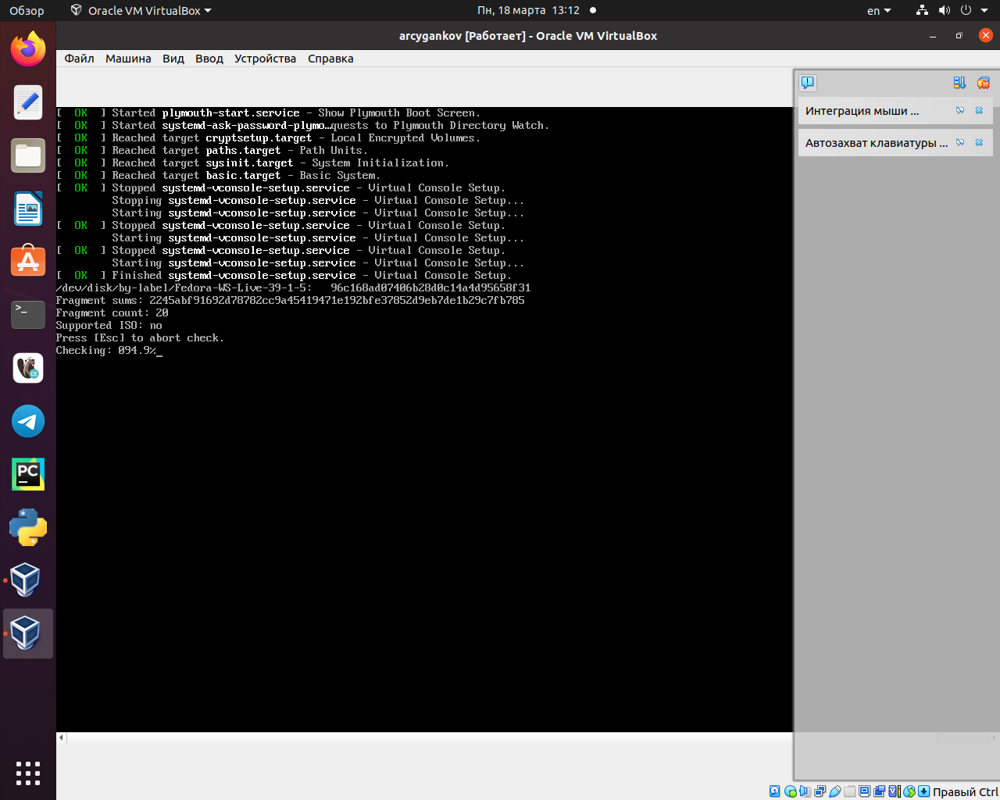 Обзор
Oracle VM VirtualBox
Пн, 18 марта 13:12
en
arcygankov [Работает] - Oracle VM VirtualBox
Файл Машина Вид Ввод Устройства Справка
[ OK ] Started plymouth-start.service - Show Plymouth Boot Screen.
[ OK ] Started systemd-ask-password-plymo…quests to Plymouth Directory Watch.
[ OK ] Reached target cryptsetup.target - Local Encrypted Volumes.
[ OK ] Reached target paths.target - Path Units.
[ OK ] Reached target sysinit.target - System Initialization.
[ OK ] Reached target basic.target - Basic System.
[ OK ] Stopped systemd-vconsole-setup.service - Virtual Console Setup.
Stopping systemd-vconsole-setup.service - Virtual Console Setup...
Starting systemd-vconsole-setup.service - Virtual Console Setup...
[ OK ] Stopped systemd-vconsole-setup.service - Virtual Console Setup.
Starting systemd-vconsole-setup.service - Virtual Console Setup...
[ OK ] Stopped systemd-vconsole-setup.service - Virtual Console Setup.
Starting systemd-vconsole-setup.service - Virtual Console Setup...
[ OK ] Finished systemd-vconsole-setup.service - Virtual Console Setup.
/dev/disk/by-label/Fedora-WS-Live-39-1-5: 96c168ad07406b28d0c14a4d95658f31
Fragment sums: 2245abf91692d78782cc9a45419471e192bfe37852d9eb7de1b29c7fb785
Fragment count: 20
Supported ISO: no
Press [Esc] to abort check.
Checking: 094.9%_
Интеграция мыши ...
Автозахват клавиатуры ...
>_
CE
PC
Правый Ctrl